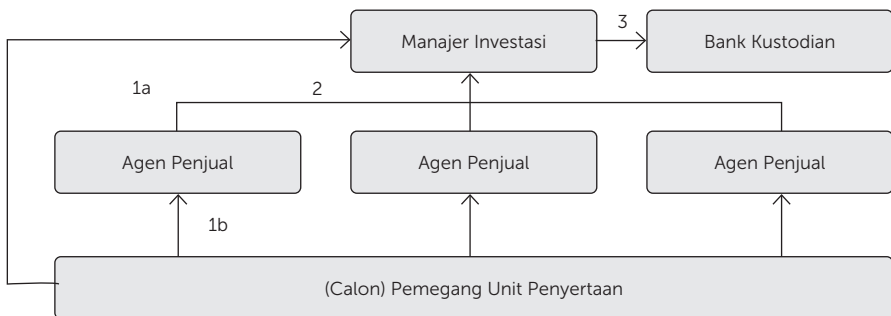 Manajer Investasi
3
Bank Kustodian
1a
2
Agen Penjual
Agen Penjual
Agen Penjual
1b
(Calon) Pemegang Unit Penyertaan